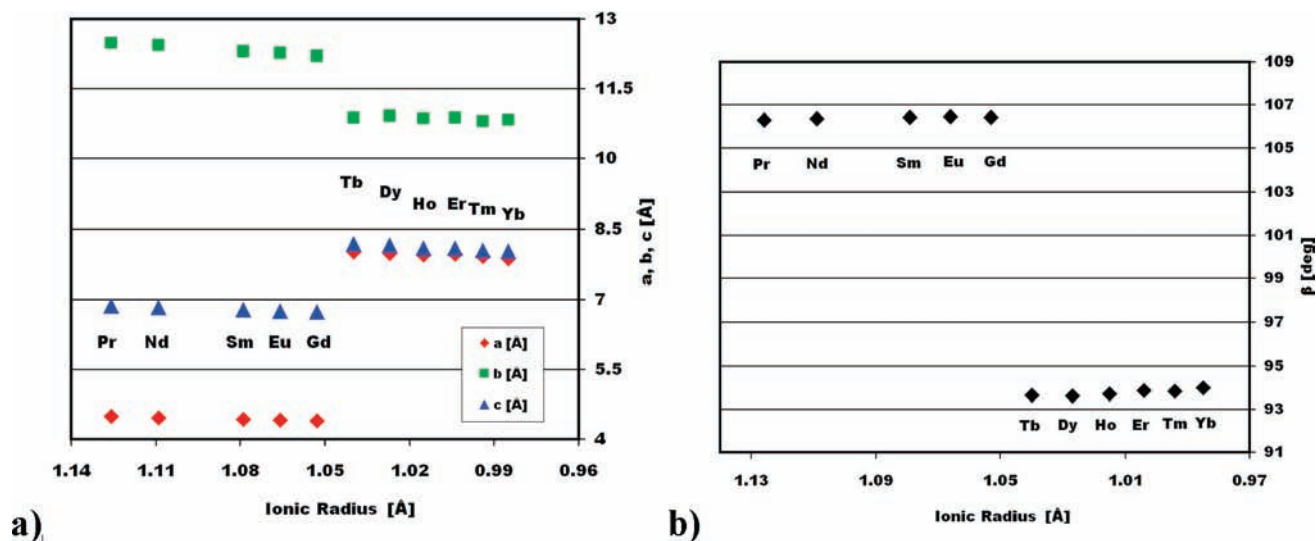 13
11.5
10
8.5
7
5.5
4
a, b, c [Å]
Tb Dy Ho Er Tm Yb
Pr Nd Sm Eu Gd
a [Å]
b [Å]
c [Å]
1.14 1.11 1.08 1.05 1.02 0.99 0.96
Ionic Radius [Å]
a)
109
107
105
103
101
99
97
95
93
91
β [deg]
Pr Nd Sm Eu Gd
Tb Dy Ho Er Tm Yb
1.13 1.09 1.05 1.01 0.97
Ionic Radius [Å]
b)